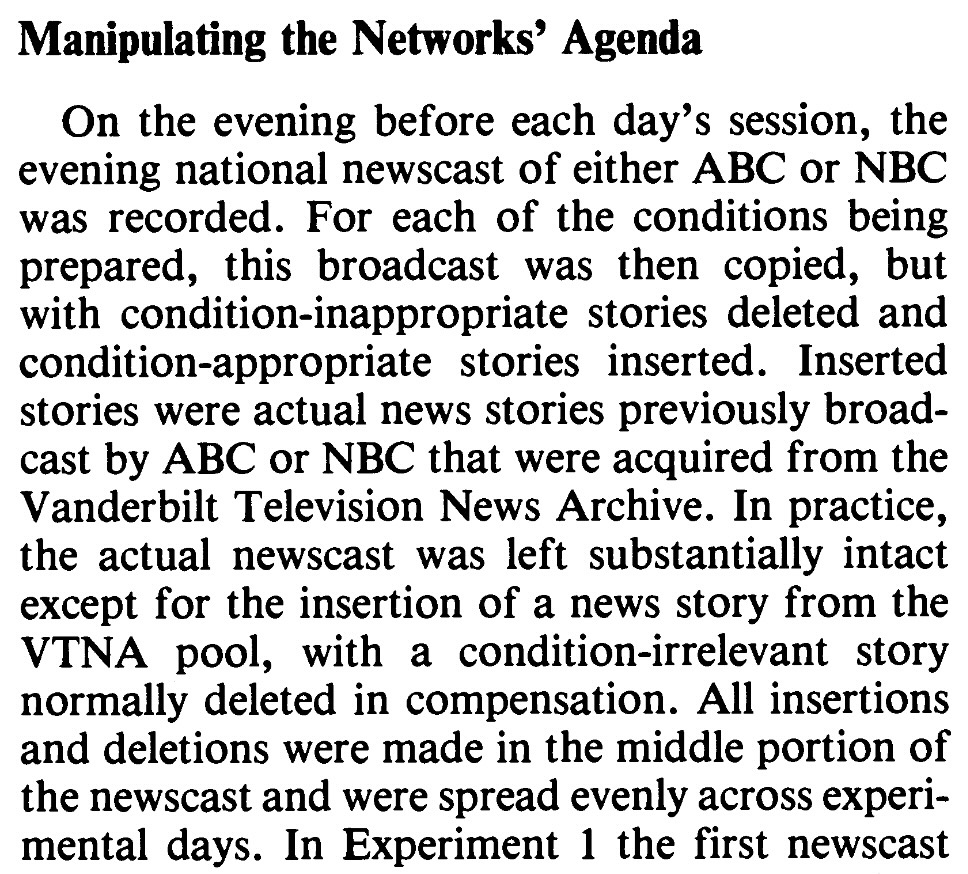 Manipulating the Networks’ Agenda
On the evening before each day’s session, the
evening national newscast of either ABC or NBC
was recorded. For each of the conditions being
prepared, this broadcast was then copied, but
with condition-inappropriate stories deleted and
condition-appropriate stories inserted. Inserted
stories were actual news stories previously broad-
cast by ABC or NBC that were acquired from the
Vanderbilt Television News Archive. In practice,
the actual newscast was left substantially intact
except for the insertion of a news story from the
VTNA pool, with a condition-irrelevant story
normally deleted in compensation. All insertions
and deletions were made in the middle portion of
the newscast and were spread evenly across experi-
mental days. In Experiment 1 the first newscast